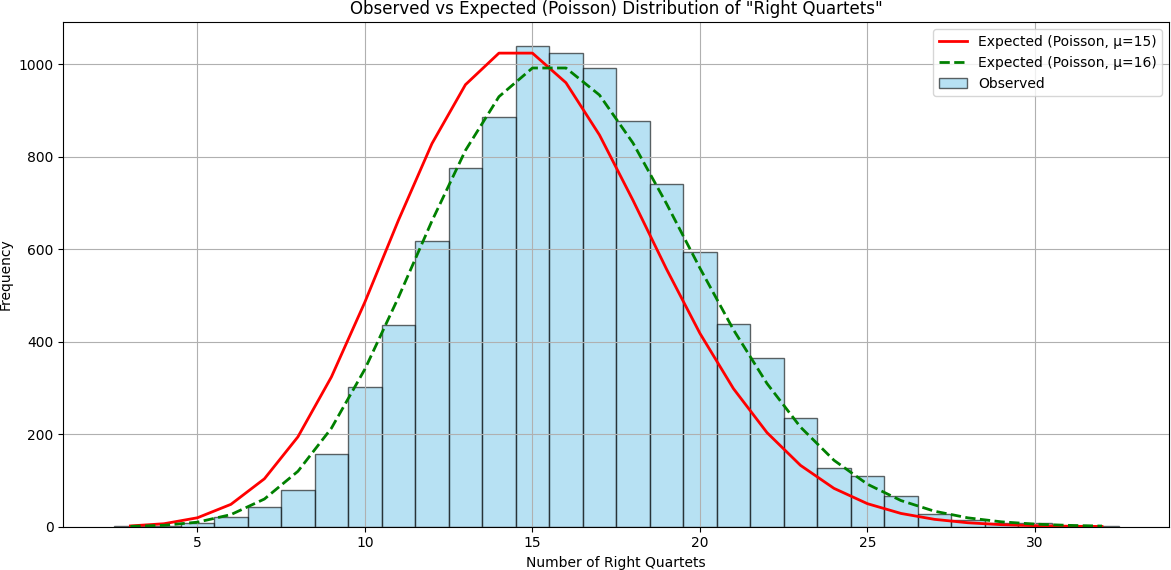 Observed vs Expected (Poisson) Distribution of "Right Quartets"
Expected (Poisson, μ=15)
Expected (Poisson, μ=16)
Observed
Frequency
1000
800
600
400
200
0
5 10 15 20 25 30
Number of Right Quartets